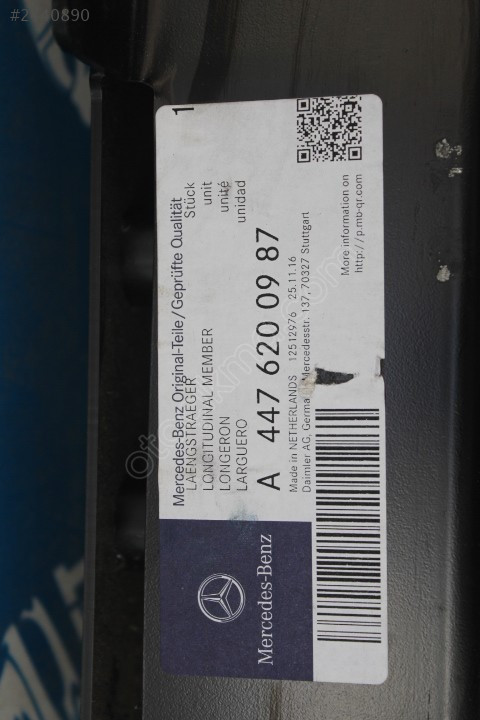 Mercedes-Benz Original-Teile/Geprüfte Qualität
LAENGSTRAEGER Stück 1
LONGITUDINAL MEMBER unit
LONGERON unité
LARGUERO unidad
A 447 620 09 87
Made in NETHERLANDS 12512976 25.11.16
Daimler AG, Germa Mercedesstr. 137, 70327 Stuttgart
More information on
http://p.mb-qr.com
Mercedes-Benz